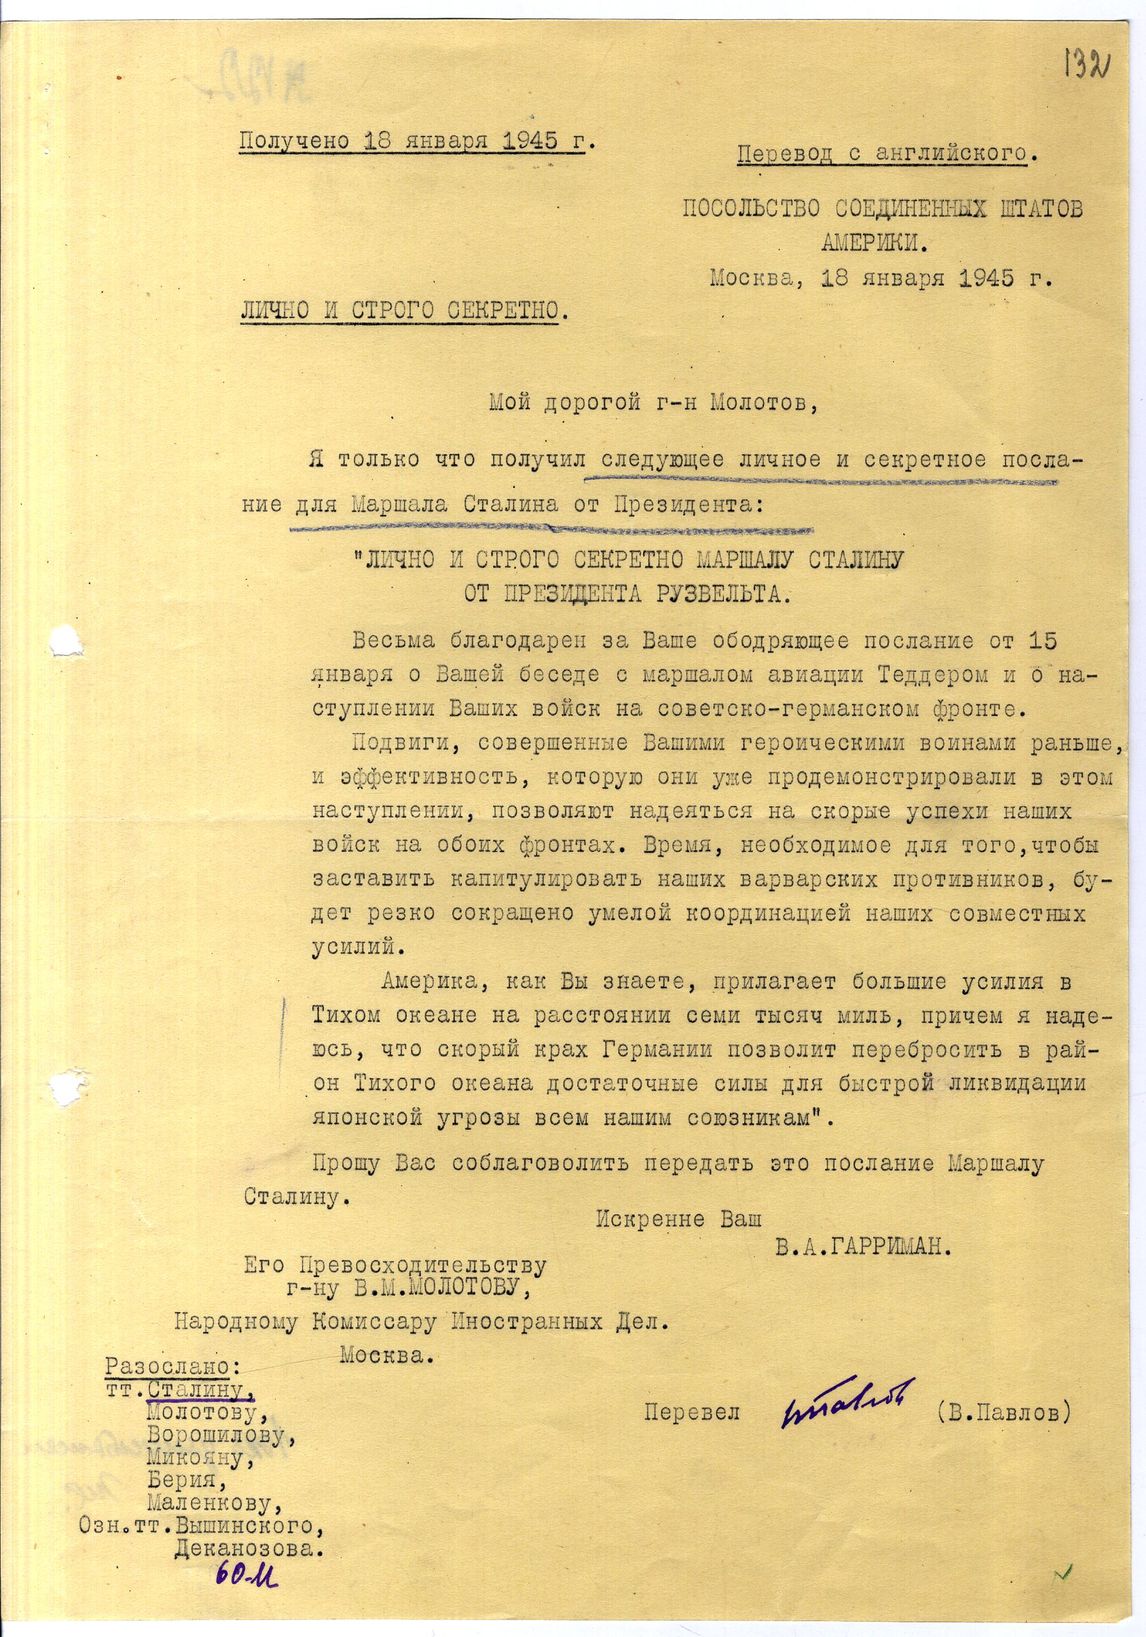 132
Получено 18 января 1945 г.
Перевод с английского.
ПОСОЛЬСТВО СОЕДИНЕННЫХ ШТАТОВ
АМЕРИКИ.
Москва, 18 января 1945 г.
ЛИЧНО И СТРОГО СЕКРЕТНО.
Мой дорогой г-н Молотов,
Я только что получил следующее личное и секретное посла-
ние для Маршала Сталина от Президента:
"ЛИЧНО И СТРОГО СЕКРЕТНО МАРШАЛУ СТАЛИНУ
ОТ ПРЕЗИДЕНТА РУЗВЕЛЬТА.
Весьма благодарен за Ваше ободряющее послание от 15
января о Вашей беседе с маршалом авиации Теддером и о на-
ступлении Ваших войск на советско-германском фронте.
Подвиги, совершенные Вашими героическими воинами раньше,
и эффективность, которую они уже продемонстрировали в этом
наступлении, позволяют надеяться на скорые успехи наших
войск на обоих фронтах. Время, необходимое для того,чтобы
заставить капитулировать наших варварских противников, бу-
дет резко сокращено умелой координацией наших совместных
усилий.
Америка, как Вы знаете, прилагает большие усилия в
Тихом океане на расстоянии семи тысяч миль, причем я наде-
юсь, что скорый крах Германии позволит перебросить в рай-
он Тихого океана достаточные силы для быстрой ликвидации
японской угрозы всем нашим союзникам".
Прошу Вас соблаговолить передать это послание Маршалу
Сталину.
Искренне Ваш
В.А.ГАРРИМАН.
Его Превосходительству
г-ну В.М.МОЛОТОВУ,
Народному Комиссару Иностранных Дел.
Москва.
Разослано:
тт.Сталину,
Молотову,
Ворошилову,
Микояну,
Берия,
Маленкову,
Озн.тт.Вышинского,
Деканозова.
Перевел (В.Павлов)
60-М